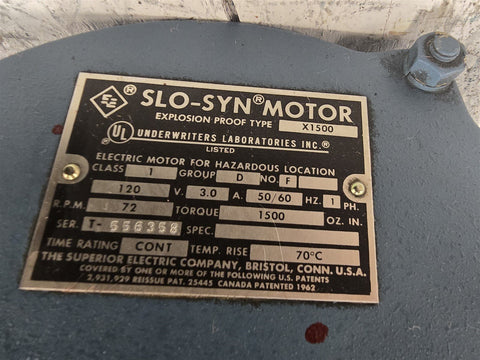 SLO-SYN® MOTOR
EXPLOSION PROOF TYPE X1500
UL® UNDERWRITERS LABORATORIES INC.®
LISTED
ELECTRIC MOTOR FOR HAZARDOUS LOCATION
CLASS 1 GROUP D NO. F
120 V. 3.0 A. 50/60 HZ. 1 PH.
R.P.M. 72 TORQUE 1500 OZ. IN.
SER. T-556358 SPEC.
TIME RATING CONT TEMP. RISE 70°C
THE SUPERIOR ELECTRIC COMPANY, BRISTOL, CONN. U.S.A.
COVERED BY ONE OR MORE OF THE FOLLOWING U.S. PATENTS
2,931,929 REISSUE PAT. 25445 CANADA PATENTED 1962